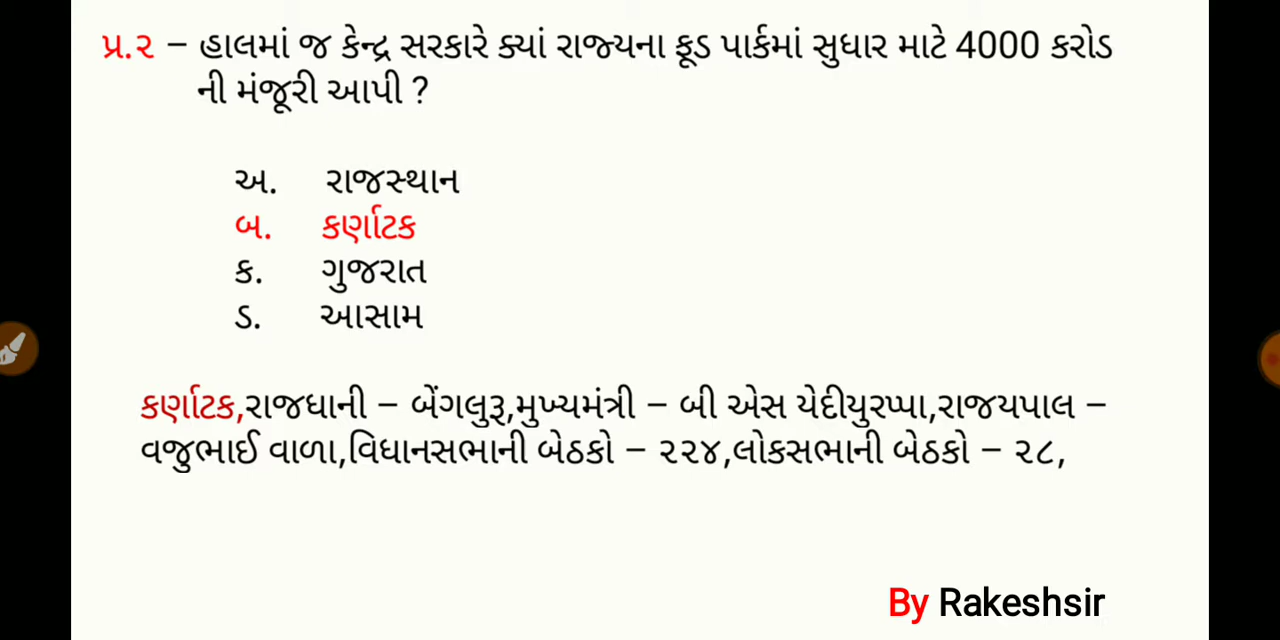 પ્ર.૨ – હાલમાં જ કેન્દ્ર સરકારે ક્યાં રાજ્યના ફૂડ પાર્કમાં સુધાર માટે 4000 કરોડ
ની મંજૂરી આપી ?
અ. રાજસ્થાન
બ. કર્ણાટક
ક. ગુજરાત
ડ. આસામ
કર્ણાટક,રાજધાની – બેંગલુરૂ,મુખ્યમંત્રી – બી એસ યેદીયુરપ્પા,રાજયપાલ –
વજુભાઈ વાળા,વિધાનસભાની બેઠકો – ૨૨૪,લોકસભાની બેઠકો – ૨૮,
By Rakeshsir